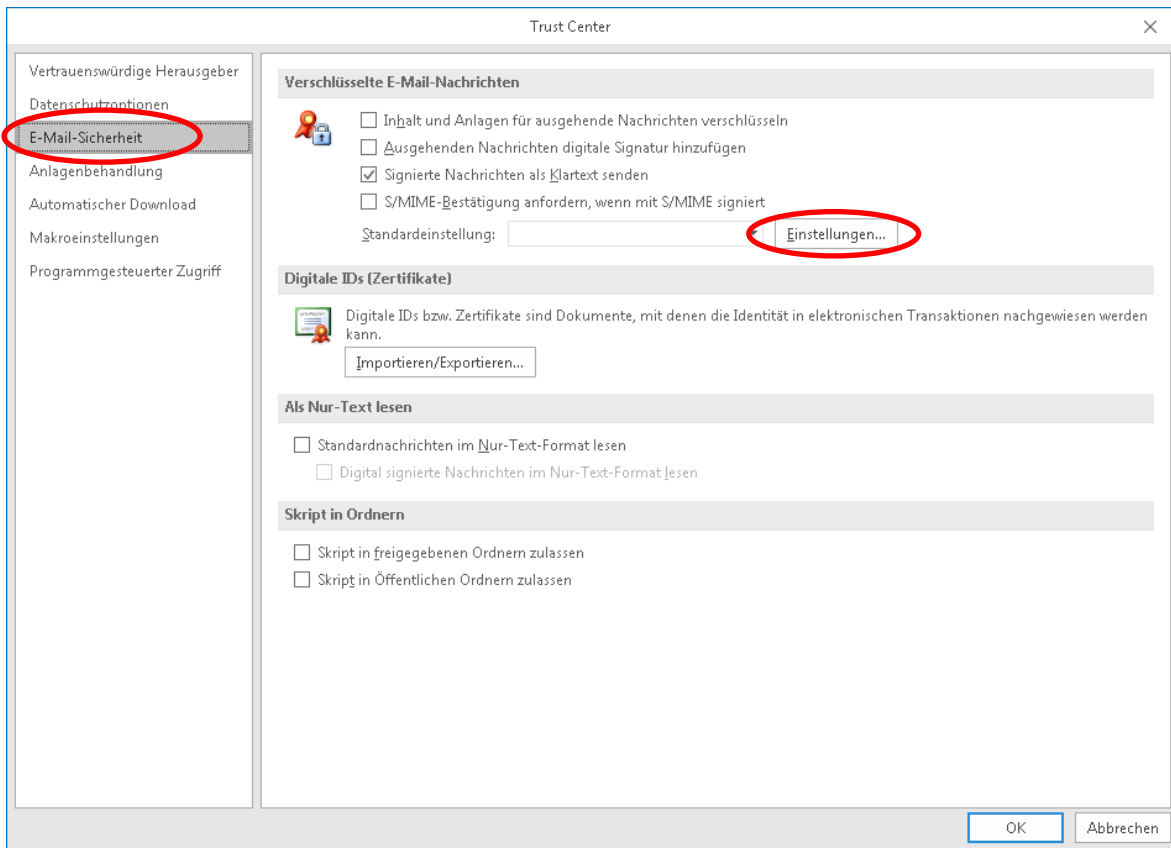 Trust Center
Vertrauenswürdige Herausgeber
Datenschutzoptionen
E-Mail-Sicherheit
Anlagenbehandlung
Automatischer Download
Makroeinstellungen
Programmgesteuerter Zugriff
Verschlüsselte E-Mail-Nachrichten
Inhalt und Anlagen für ausgehende Nachrichten verschlüsseln
Ausgehenden Nachrichten digitale Signatur hinzufügen
Signierte Nachrichten als Klartext senden
S/MIME-Bestätigung anfordern, wenn mit S/MIME signiert
Standardeinstellung: Einstellungen...
Digitale IDs (Zertifikate)
Digitale IDs bzw. Zertifikate sind Dokumente, mit denen die Identität in elektronischen Transaktionen nachgewiesen werden
kann.
Importieren/Exportieren...
Als Nur-Text lesen
Standardnachrichten im Nur-Text-Format lesen
Digital signierte Nachrichten im Nur-Text-Format lesen
Skript in Ordnern
Skript in freigegebenen Ordnern zulassen
Skript in Öffentlichen Ordnern zulassen
OK Abbrechen